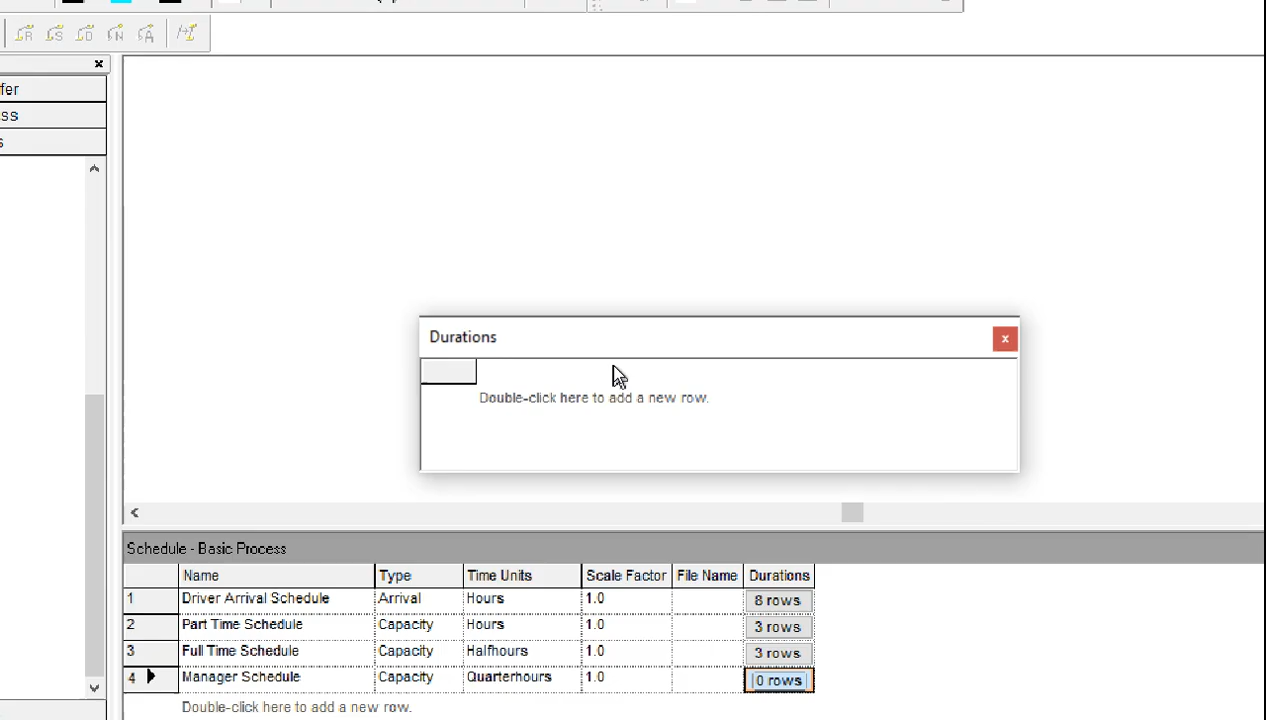 fer
ss
s
Durations
x
Double-click here to add a new row.
Schedule - Basic Process
Name Type Time Units Scale Factor File Name Durations
1 Driver Arrival Schedule Arrival Hours 1.0 8 rows
2 Part Time Schedule Capacity Hours 1.0 3 rows
3 Full Time Schedule Capacity Halfhours 1.0 3 rows
4 Manager Schedule Capacity Quarterhours 1.0 0 rows
Double-click here to add a new row.